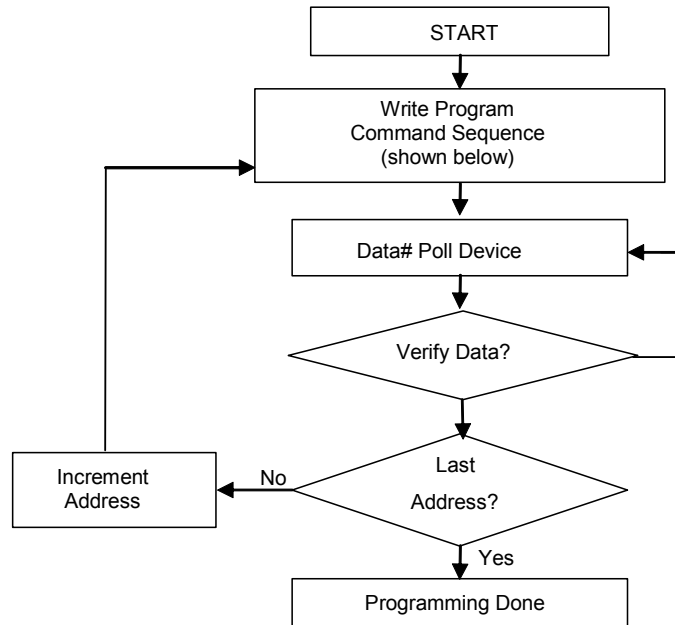 START
Write Program
Command Sequence
(shown below)
Data# Poll Device
Verify Data?
Last
Address?
No
Increment
Address
Yes
Programming Done